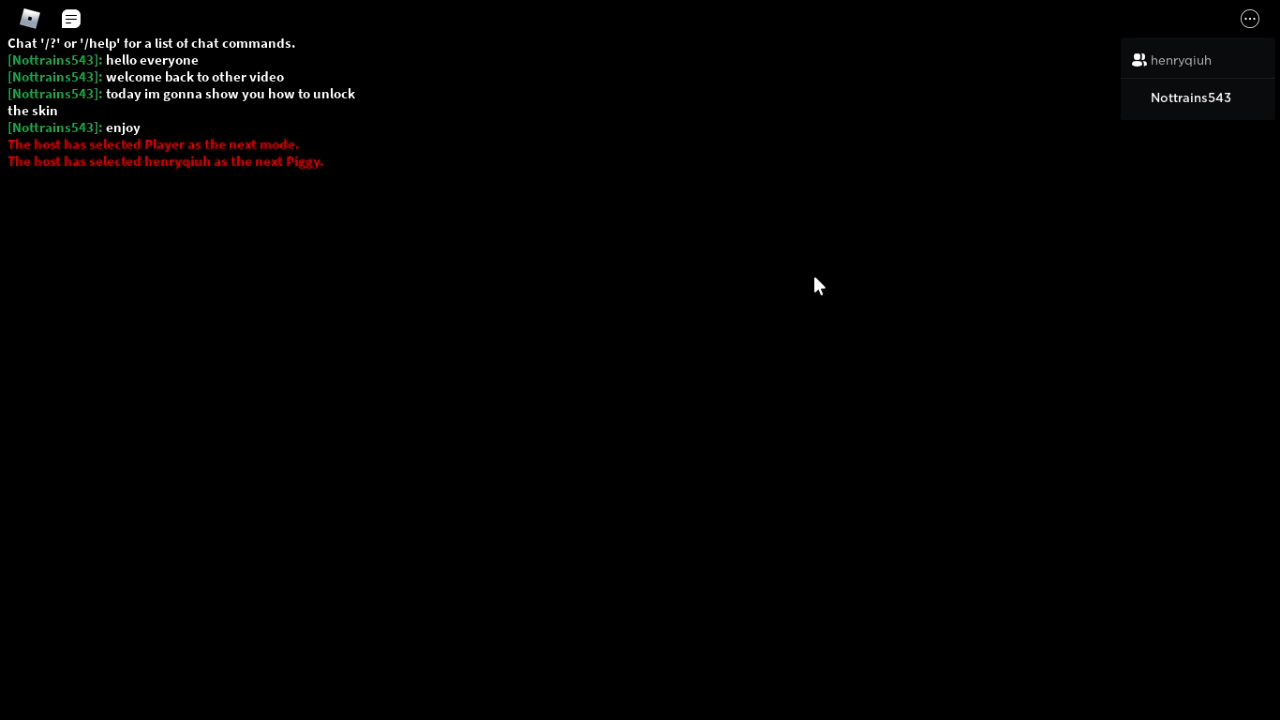 Chat '/?' or '/help' for a list of chat commands.
[Nottrains543]: hello everyone
[Nottrains543]: welcome back to other video
[Nottrains543]: today im gonna show you how to unlock
the skin
[Nottrains543]: enjoy
The host has selected Player as the next mode.
The host has selected henryqiuh as the next Piggy.
henryqiuh
Nottrains543